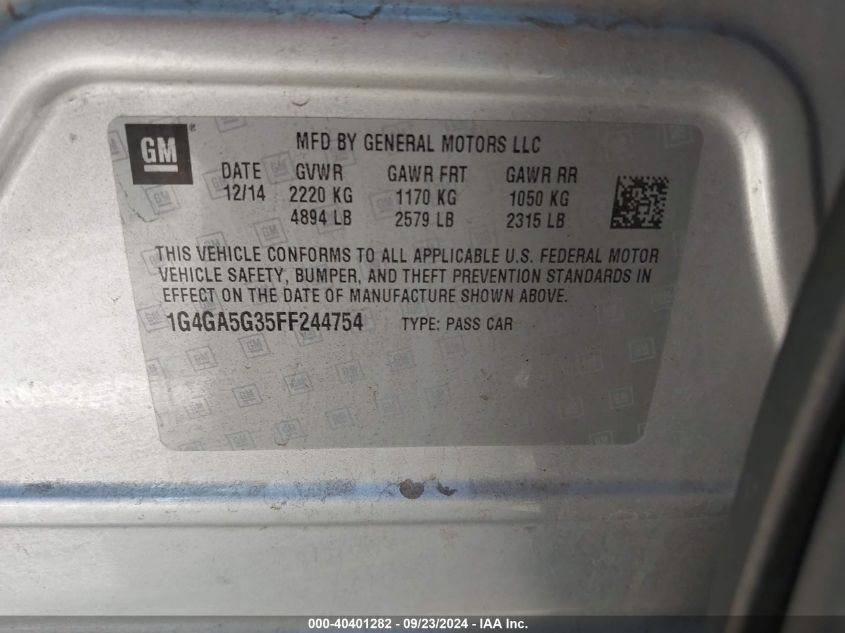 GM
®
MFD BY GENERAL MOTORS LLC
DATE GVWR GAWR FRT GAWR RR
12/14 2220 KG 1170 KG 1050 KG
4894 LB 2579 LB 2315 LB
THIS VEHICLE CONFORMS TO ALL APPLICABLE U.S. FEDERAL MOTOR
VEHICLE SAFETY, BUMPER, AND THEFT PREVENTION STANDARDS IN
EFFECT ON THE DATE OF MANUFACTURE SHOWN ABOVE.
1G4GA5G35FF244754 TYPE: PASS CAR
000-40401282 - 09/23/2024 - IAA Inc.